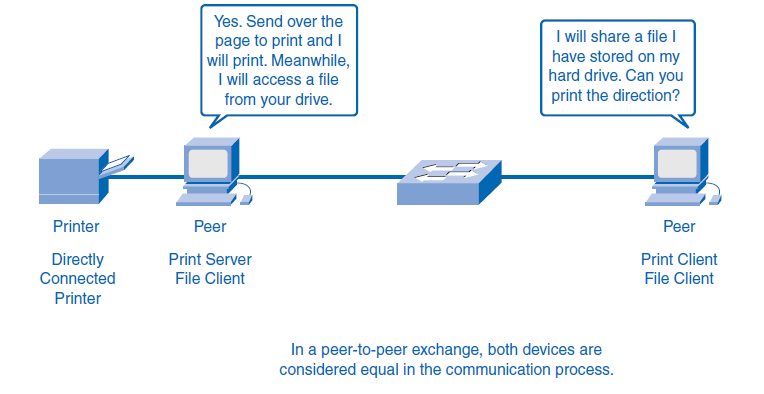 Yes. Send over the
page to print and I
will print. Meanwhile,
I will access a file
from your drive.
I will share a file I
have stored on my
hard drive. Can you
print the direction?
Printer
Directly
Connected
Printer
Peer
Print Server
File Client
Peer
Print Client
File Client
In a peer-to-peer exchange, both devices are
considered equal in the communication process.